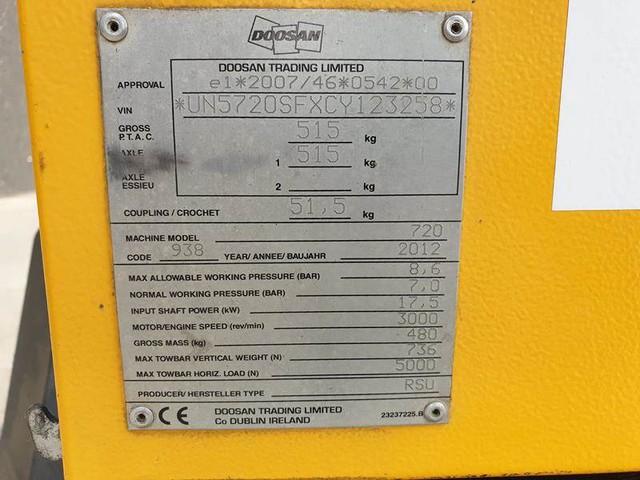 DOOSAN
DOOSAN TRADING LIMITED
APPROVAL e1*2007/46*0542*00
VIN *UN5720SFXCY123258*
GROSS P.T.A.C. 515 kg
AXLE 1 515 kg
AXLE ESSIEU 2 kg
COUPLING / CROCHET 51,5 kg
MACHINE MODEL 720
CODE 938 YEAR/ ANNEE/ BAUJAHR 2012
MAX ALLOWABLE WORKING PRESSURE (BAR) 8,6
NORMAL WORKING PRESSURE (BAR) 7,0
INPUT SHAFT POWER (kW) 17,5
MOTOR/ENGINE SPEED (rev/min) 3000
GROSS MASS (kg) 480
MAX TOWBAR VERTICAL WEIGHT (N) 736
MAX TOWBAR HORIZ. LOAD (N) 5000
PRODUCER/ HERSTELLER TYPE RSU
CE DOOSAN TRADING LIMITED 23237225.B
Co DUBLIN IRELAND